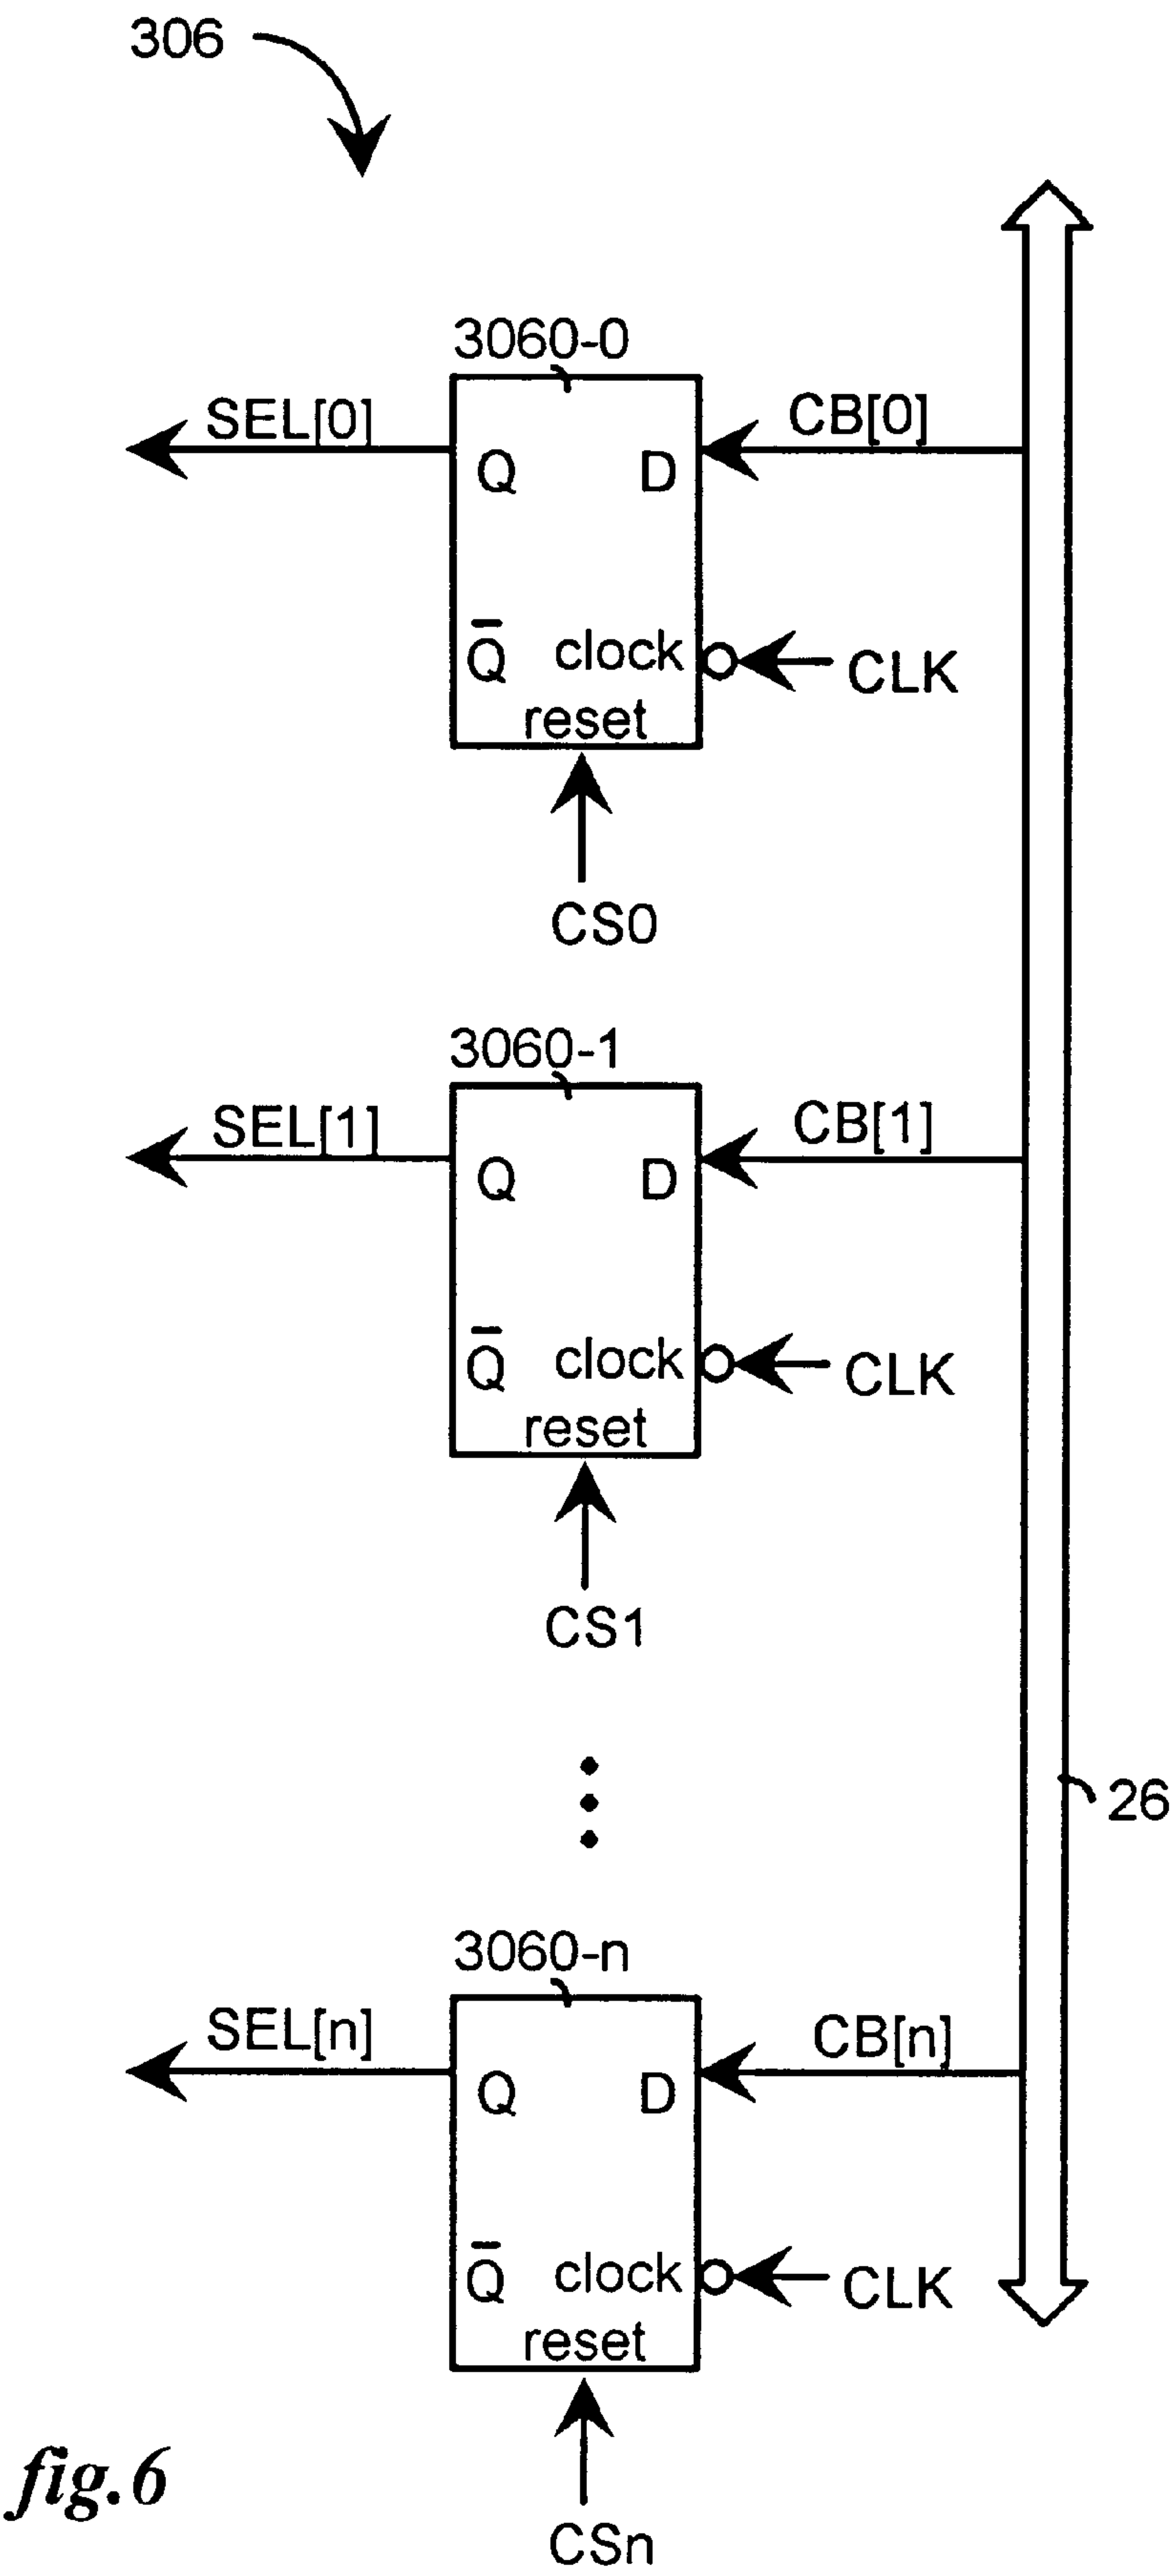 306
3060-0
SEL[0]
CB[0]
Q D
Q̅ clock
CLK
reset
CS0
3060-1
SEL[1]
CB[1]
Q D
Q̅ clock
CLK
reset
CS1
26
3060-n
SEL[n]
CB[n]
Q D
Q̅ clock
CLK
reset
CSn
fig.6